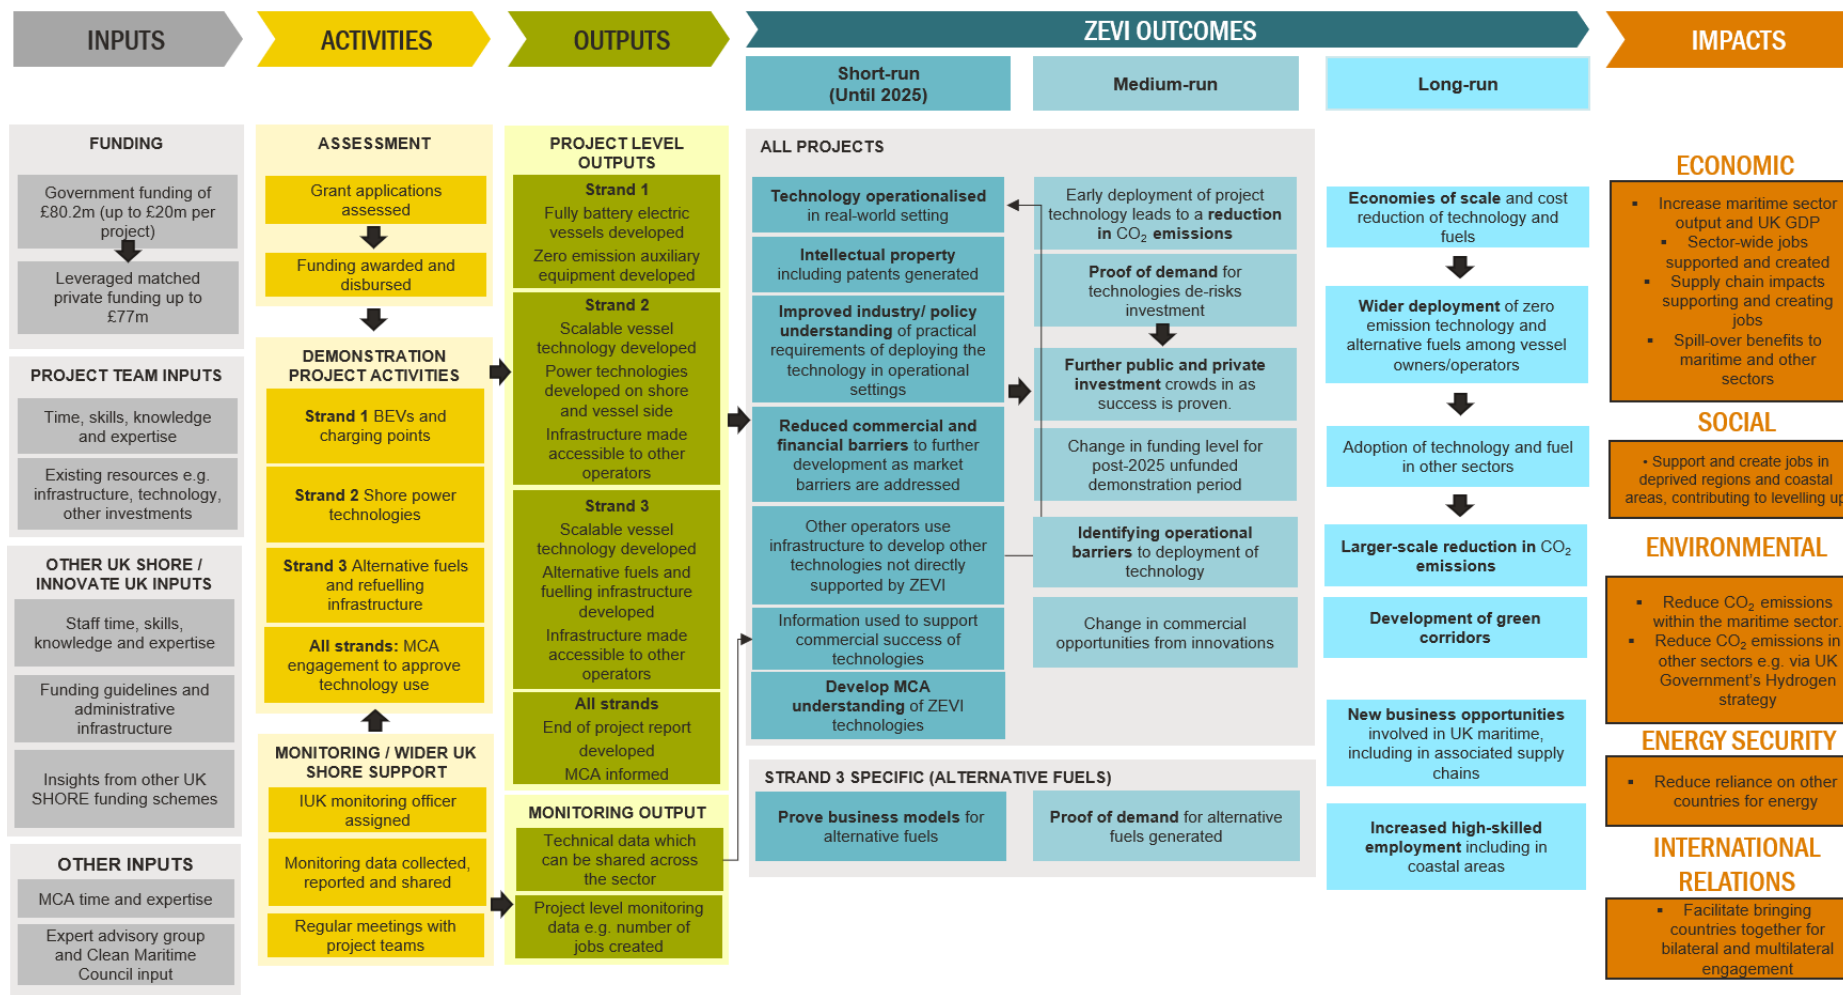 INPUTS
ACTIVITIES
OUTPUTS
ZEVI OUTCOMES
IMPACTS
Short-run
(Until 2025)
Medium-run
Long-run
FUNDING
Government funding of
£80.2m (up to £20m per
project)
Leveraged matched
private funding up to
£77m
PROJECT TEAM INPUTS
Time, skills, knowledge
and expertise
Existing resources e.g.
infrastructure, technology,
other investments
OTHER UK SHORE /
INNOVATE UK INPUTS
Staff time, skills,
knowledge and expertise
Funding guidelines and
administrative
infrastructure
Insights from other UK
SHORE funding schemes
OTHER INPUTS
MCA time and expertise
Expert advisory group
and Clean Maritime
Council input
ASSESSMENT
Grant applications
assessed
Funding awarded and
disbursed
DEMONSTRATION
PROJECT ACTIVITIES
Strand 1 BEVs and
charging points
Strand 2 Shore power
technologies
Strand 3 Alternative fuels
and refuelling
infrastructure
All strands: MCA
engagement to approve
technology use
MONITORING / WIDER UK
SHORE SUPPORT
IUK monitoring officer
assigned
Monitoring data collected,
reported and shared
Regular meetings with
project teams
PROJECT LEVEL
OUTPUTS
Strand 1
Fully battery electric
vessels developed
Zero emission auxiliary
equipment developed
Strand 2
Scalable vessel
technology developed
Power technologies
developed on shore
and vessel side
Infrastructure made
accessible to other
operators
Strand 3
Scalable vessel
technology developed
Alternative fuels and
fuelling infrastructure
developed
Infrastructure made
accessible to other
operators
All strands
End of project report
developed
MCA informed
MONITORING OUTPUT
Technical data which
can be shared across
the sector
Project level monitoring
data e.g. number of
jobs created
ALL PROJECTS
Technology operationalised
in real-world setting
Intellectual property
including patents generated
Improved industry/ policy
understanding of practical
requirements of deploying the
technology in operational
settings
Reduced commercial and
financial barriers to further
development as market
barriers are addressed
Other operators use
infrastructure to develop other
technologies not directly
supported by ZEVI
Information used to support
commercial success of
technologies
Develop MCA
understanding of ZEVI
technologies
Early deployment of project
technology leads to a reduction
in CO2 emissions
Proof of demand for
technologies de-risks
investment
Further public and private
investment crowds in as
success is proven.
Change in funding level for
post-2025 unfunded
demonstration period
Identifying operational
barriers to deployment of
technology
Change in commercial
opportunities from innovations
STRAND 3 SPECIFIC (ALTERNATIVE FUELS)
Prove business models for
alternative fuels
Proof of demand for alternative
fuels generated
Economies of scale and cost
reduction of technology and
fuels
Wider deployment of zero
emission technology and
alternative fuels among vessel
owners/operators
Adoption of technology and fuel
in other sectors
Larger-scale reduction in CO2
emissions
Development of green
corridors
New business opportunities
involved in UK maritime,
including in associated supply
chains
Increased high-skilled
employment including in
coastal areas
ECONOMIC
▪ Increase maritime sector
output and UK GDP
▪ Sector-wide jobs
supported and created
▪ Supply chain impacts
supporting and creating
jobs
▪ Spill-over benefits to
maritime and other
sectors
SOCIAL
• Support and create jobs in
deprived regions and coastal
areas, contributing to levelling up
ENVIRONMENTAL
▪ Reduce CO2 emissions
within the maritime sector.
▪ Reduce CO2 emissions in
other sectors e.g. via UK
Government's Hydrogen
strategy
ENERGY SECURITY
▪ Reduce reliance on other
countries for energy
INTERNATIONAL
RELATIONS
▪ Facilitate bringing
countries together for
bilateral and multilateral
engagement